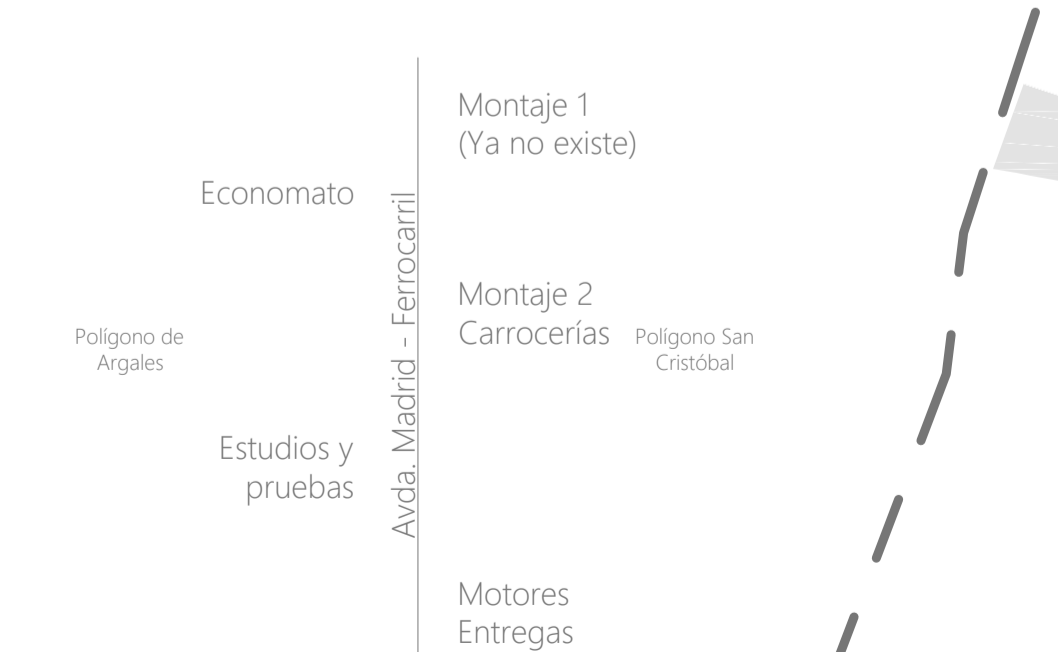 Montaje 1
(Ya no existe)
Economato
Avda. Madrid - Ferrocarril
Montaje 2
Carrocerías
Polígono de
Argales
Polígono San
Cristóbal
Estudios y
pruebas
Motores
Entregas